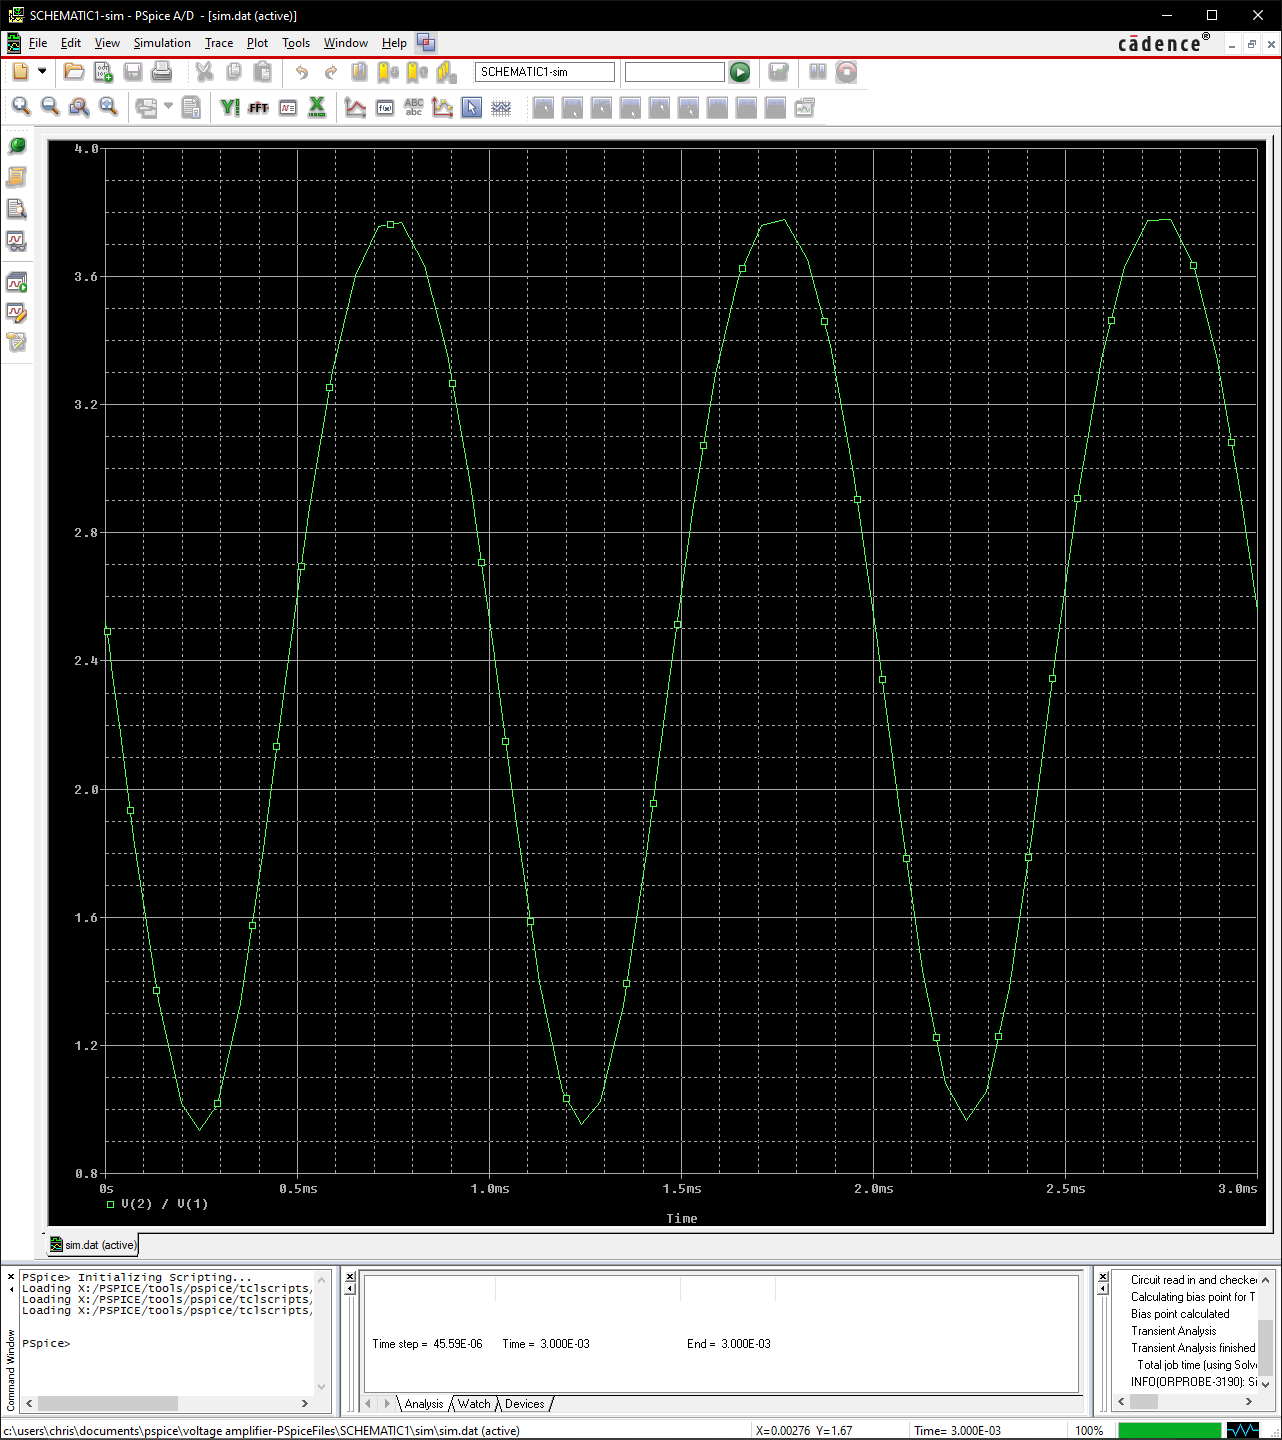 SCHEMATIC1-sim - PSpice A/D - [sim.dat (active)]
File Edit View Simulation Trace Plot Tools Window Help
cādence®
SCHEMATIC1-sim
Y! FFT
f(x) ABC
abc
4.0
3.6
3.2
2.8
2.4
2.0
1.6
1.2
0.8
0s 0.5ms 1.0ms 1.5ms 2.0ms 2.5ms 3.0ms
V(2) / V(1)
Time
sim.dat (active)
Command Window
PSpice> Initializing Scripting...
Loading X:/PSPICE/tools/pspice/tclscripts/
Loading X:/PSPICE/tools/pspice/tclscripts/
Loading X:/PSPICE/tools/pspice/tclscripts/
PSpice>
Time step = 45.59E-06 Time = 3.000E-03 End = 3.000E-03
Analysis Watch Devices
Circuit read in and checked
Calculating bias point for T
Bias point calculated
Transient Analysis
Transient Analysis finished
Total job time (using Solv
INFO(ORPROBE-3190): Si
c:\users\chris\documents\pspice\voltage amplifier-PSpiceFiles\SCHEMATIC1\sim\sim.dat (active)
X=0.00276 Y=1.67
Time= 3.000E-03
100%